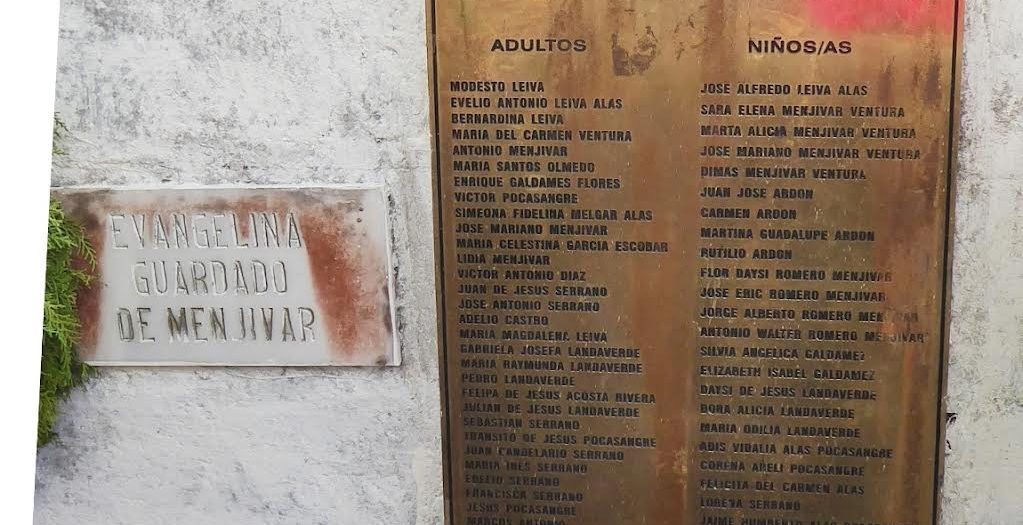 EVANGELINA
GUARDADO
DE MENJIVAR
ADULTOS
MODESTO LEIVA
EVELIO ANTONIO LEIVA ALAS
BERNARDINA LEIVA
MARIA DEL CARMEN VENTURA
ANTONIO MENJIVAR
MARIA SANTOS OLMEDO
ENRIQUE GALDAMES FLORES
VICTOR POCASANGRE
SIMEONA FIDELINA MELGAR ALAS
JOSE MARIANO MENJIVAR
MARIA CELESTINA GARCIA ESCOBAR
LIDIA MENJIVAR
VICTOR ANTONIO DIAZ
JUAN DE JESUS SERRANO
JOSE ANTONIO SERRANO
ADELIO CASTRO
MARIA MAGDALENA LEIVA
GABRIELA JOSEFA LANDAVERDE
MARIA RAYMUNDA LANDAVERDE
PEDRO LANDAVERDE
FELIPA DE JESUS ACOSTA RIVERA
JULIAN DE JESUS LANDAVERDE
SEBASTIAN SERRANO
TRANSITO DE JESUS POCASANGRE
JUAN CANDELARIO SERRANO
MARIA INES SERRANO
EDELIO SERRANO
FRANCISCA SERRANO
JESUS POCASANGRE
MARCOS ANTONIO
NIÑOS/AS
JOSE ALFREDO LEIVA ALAS
SARA ELENA MENJIVAR VENTURA
MARTA ALICIA MENJIVAR VENTURA
JOSE MARIANO MENJIVAR VENTURA
DIMAS MENJIVAR VENTURA
JUAN JOSE ARDON
CARMEN ARDON
MARTINA GUADALUPE ARDON
RUTILIO ARDON
FLOR DAYSI ROMERO MENJIVAR
JOSE ERIC ROMERO MENJIVAR
JORGE ALBERTO ROMERO MENJIVAR
ANTONIO WALTER ROMERO MENJIVAR
SILVIA ANGELICA GALDAMEZ
ELIZABETH ISABEL GALDAMEZ
DAYSI DE JESUS LANDAVERDE
DORA ALICIA LANDAVERDE
MARIA ODILIA LANDAVERDE
ADIS VIDALIA ALAS POCASANGRE
CORENA ARELI POCASANGRE
FELICITA DEL CARMEN ALAS
LORENA SERRANO
JAIME HUMBERTO